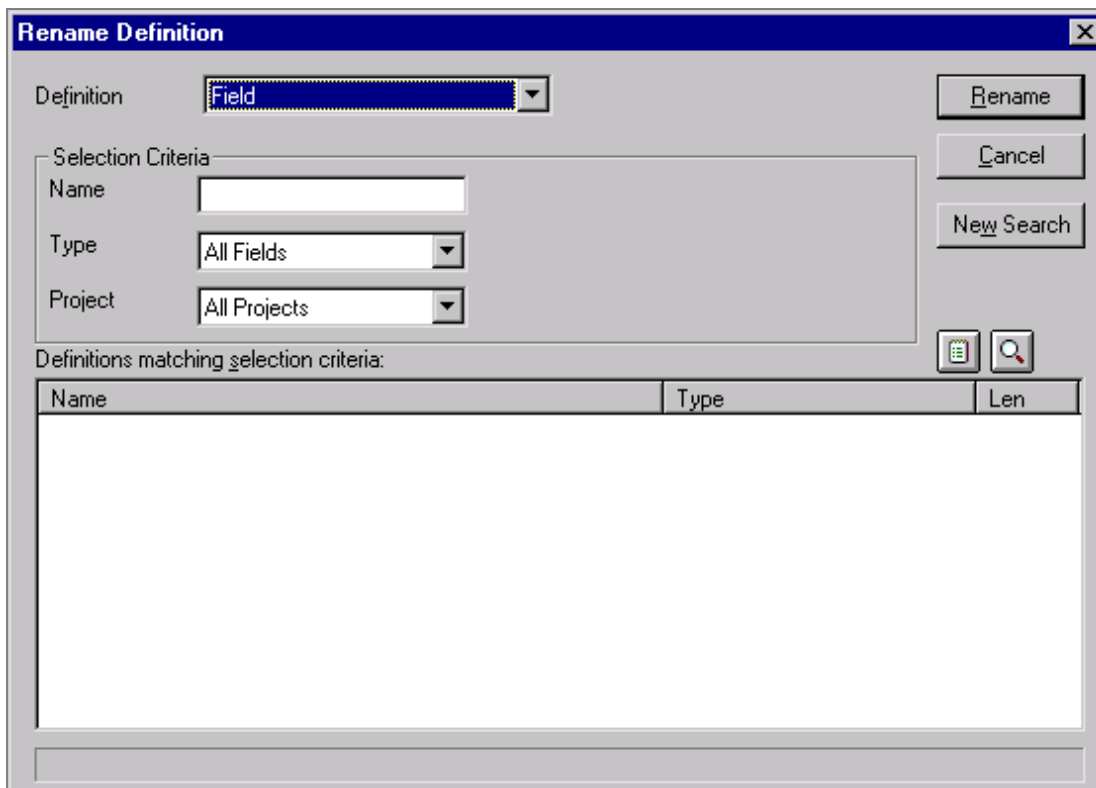 Rename Definition
Definition Field
Rename
Selection Criteria
Cancel
Name
New Search
Type All Fields
Project All Projects
Definitions matching selection criteria:
Name Type Len